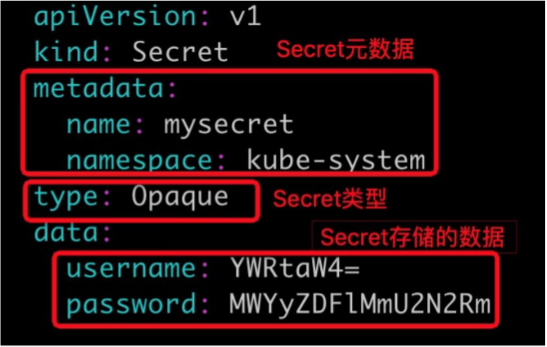 apiVersion: v1
kind: Secret
Secret元数据
metadata:
name: mysecret
namespace: kube-system
type: Opaque
Secret类型
data:
Secret存储的数据
username: YWRtaW4=
password: MWYyZDFlMmU2N2Rm